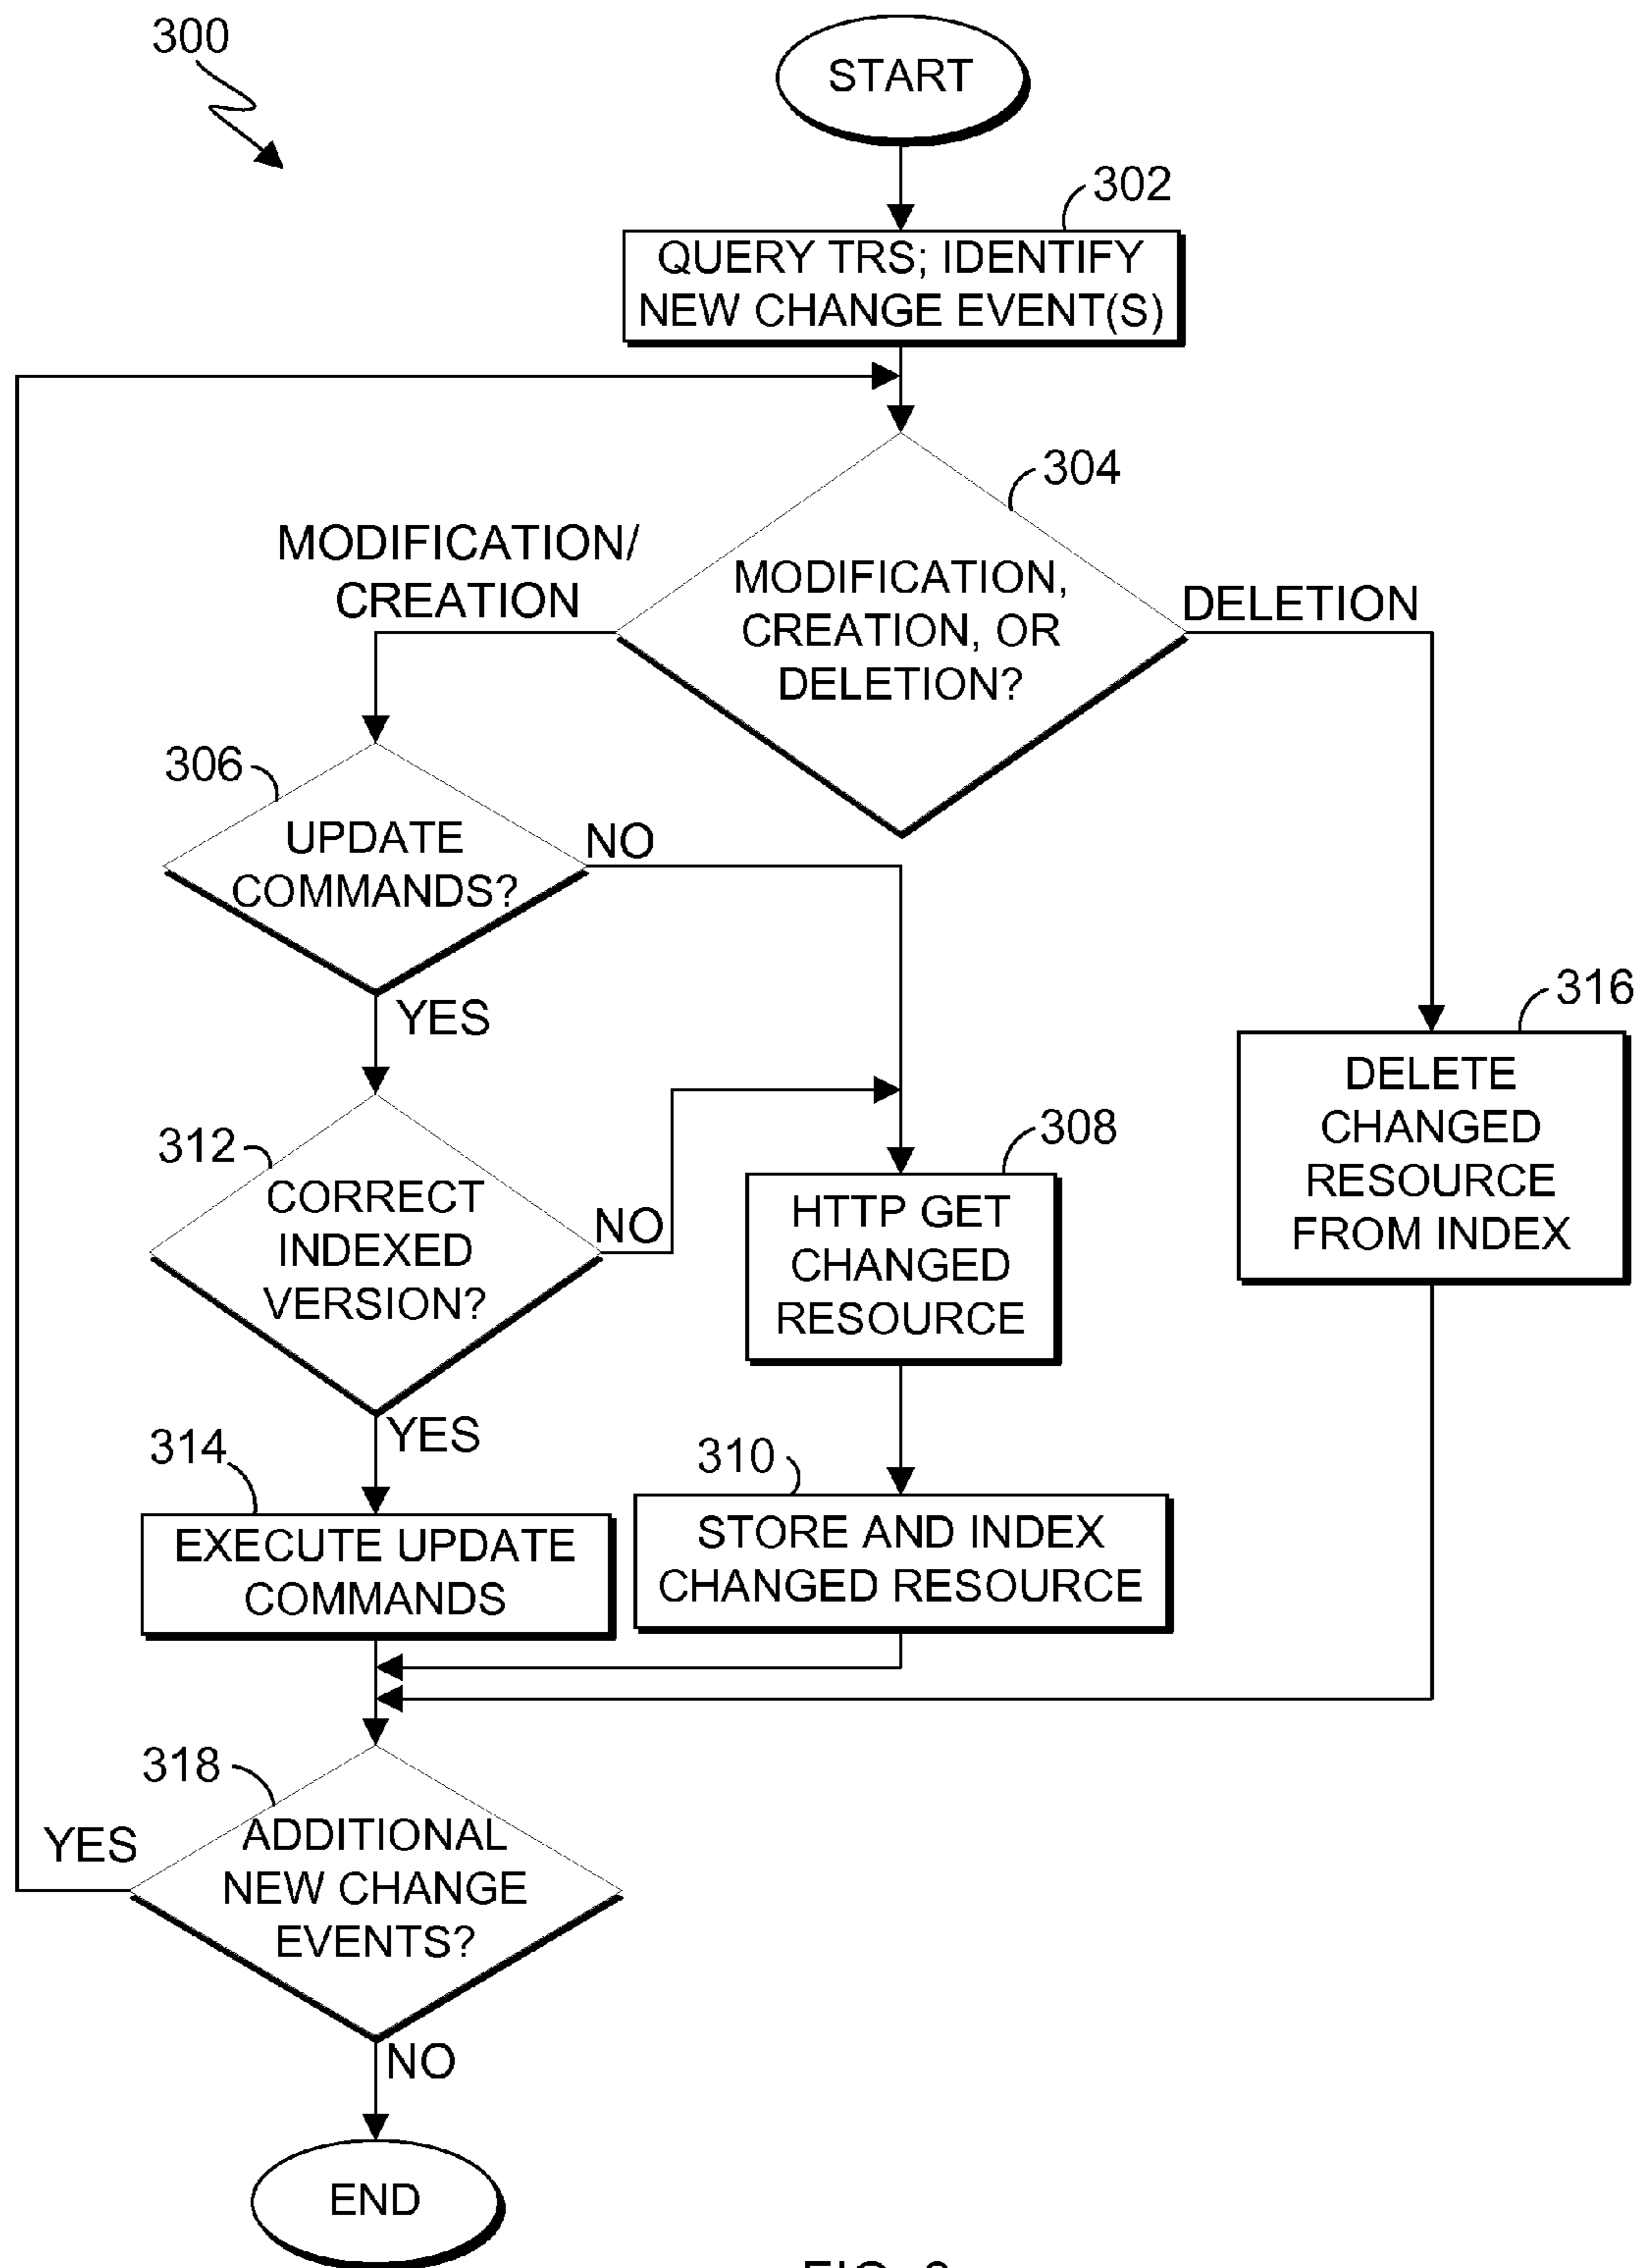 300
START
302
QUERY TRS; IDENTIFY
NEW CHANGE EVENT(S)
304
MODIFICATION/
CREATION
MODIFICATION,
CREATION, OR
DELETION?
DELETION
306
UPDATE
COMMANDS?
NO
YES
316
DELETE
CHANGED
RESOURCE
FROM INDEX
312
CORRECT
INDEXED
VERSION?
NO
308
HTTP GET
CHANGED
RESOURCE
YES
314
EXECUTE UPDATE
COMMANDS
310
STORE AND INDEX
CHANGED RESOURCE
318
YES
ADDITIONAL
NEW CHANGE
EVENTS?
NO
END